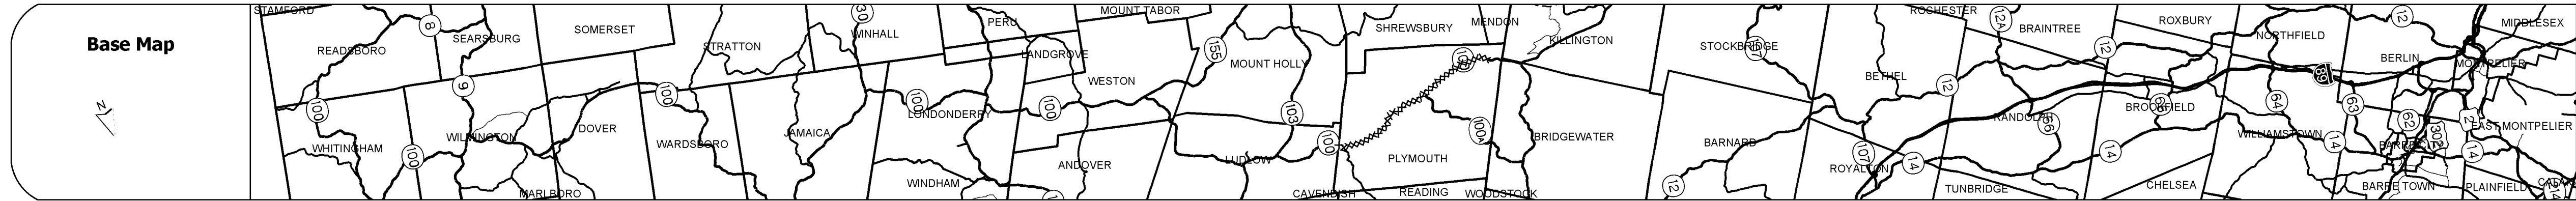 Base Map
N
STAMFORD
READSBORO
8
SEARSBURG
SOMERSET
STRATTON
30
WINHALL
PERU
MOUNT TABOR
LANDGROVE
WESTON
155
MOUNT HOLLY
SHREWSBURY
MENDON
KILLINGTON
STOCKBRIDGE
ROCHESTER
BETHEL
12A
BRAINTREE
12
ROXBURY
NORTHFIELD
12
BERLIN
MIDDLESEX
MONTPELIER
100
9
100
100
100
103
12
89
64
63
62
302
2
WHITINGHAM
100
WILMINGTON
DOVER
WARDSBORO
JAMAICA
LONDONDERRY
ANDOVER
LUDLOW
100
PLYMOUTH
100A
BRIDGEWATER
BARNARD
ROYALTON
107
14
RANDOLPH
66
14
BROOKFIELD
WILLIAMSTOWN
14
BARRE CITY
14
EAST MONTPELIER
MARLBORO
WINDHAM
CAVENDISH
READING
WOODSTOCK
12
TUNBRIDGE
CHELSEA
BARRE TOWN
PLAINFIELD
14